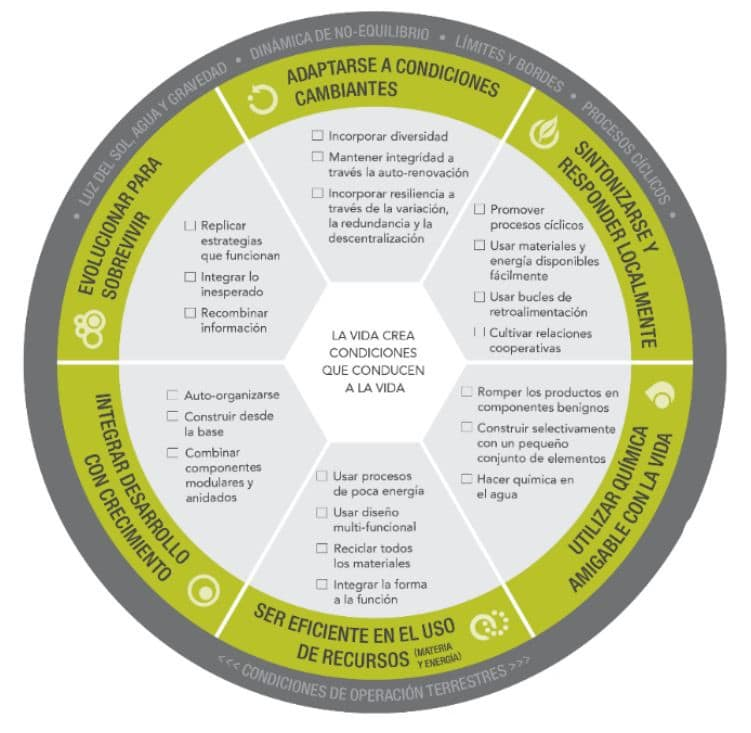 • LUZ DEL SOL, AGUA Y GRAVEDAD • DINÁMICA DE NO-EQUILIBRIO • LÍMITES Y BORDES • PROCESOS CÍCLICOS •
ADAPTARSE A CONDICIONES
CAMBIANTES
Incorporar diversidad
Mantener integridad a
través la auto-renovación
Incorporar resiliencia a
través de la variación,
la redundancia y la
descentralización
SINTONIZARSE Y
RESPONDER LOCALMENTE
Promover
procesos cíclicos
Usar materiales y
energía disponibles
fácilmente
Usar bucles de
retroalimentación
Cultivar relaciones
cooperativas
UTILIZAR QUÍMICA
AMIGABLE CON LA VIDA
Romper los productos en
componentes benignos
Construir selectivamente
con un pequeño
conjunto de elementos
Hacer química en
el agua
SER EFICIENTE EN EL USO
DE RECURSOS (MATERIA
Y ENERGÍA)
Usar procesos
de poca energía
Usar diseño
multi-funcional
Reciclar todos
los materiales
Integrar la forma
a la función
INTEGRAR DESARROLLO
CON CRECIMIENTO
Auto-organizarse
Construir desde
la base
Combinar
componentes
modulares y
anidados
EVOLUCIONAR PARA
SOBREVIVIR
Replicar
estrategias
que funcionan
Integrar lo
inesperado
Recombinar
información
LA VIDA CREA
CONDICIONES
QUE CONDUCEN
A LA VIDA
<<< CONDICIONES DE OPERACIÓN TERRESTRES >>>